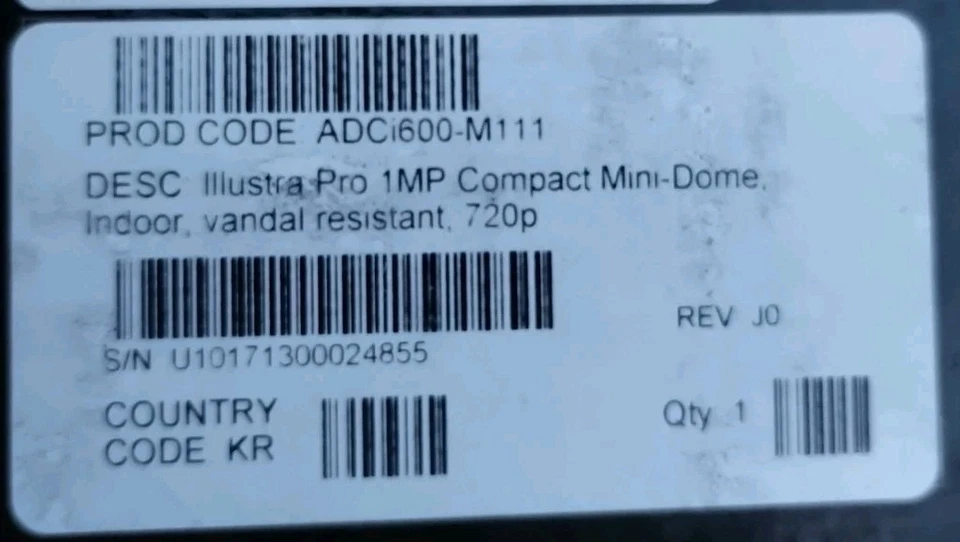 PROD CODE ADCi600-M111
DESC Illustra Pro 1MP Compact Mini-Dome,
Indoor, vandal resistant, 720p
REV J0
S/N U10171300024855
COUNTRY
CODE KR
Qty 1